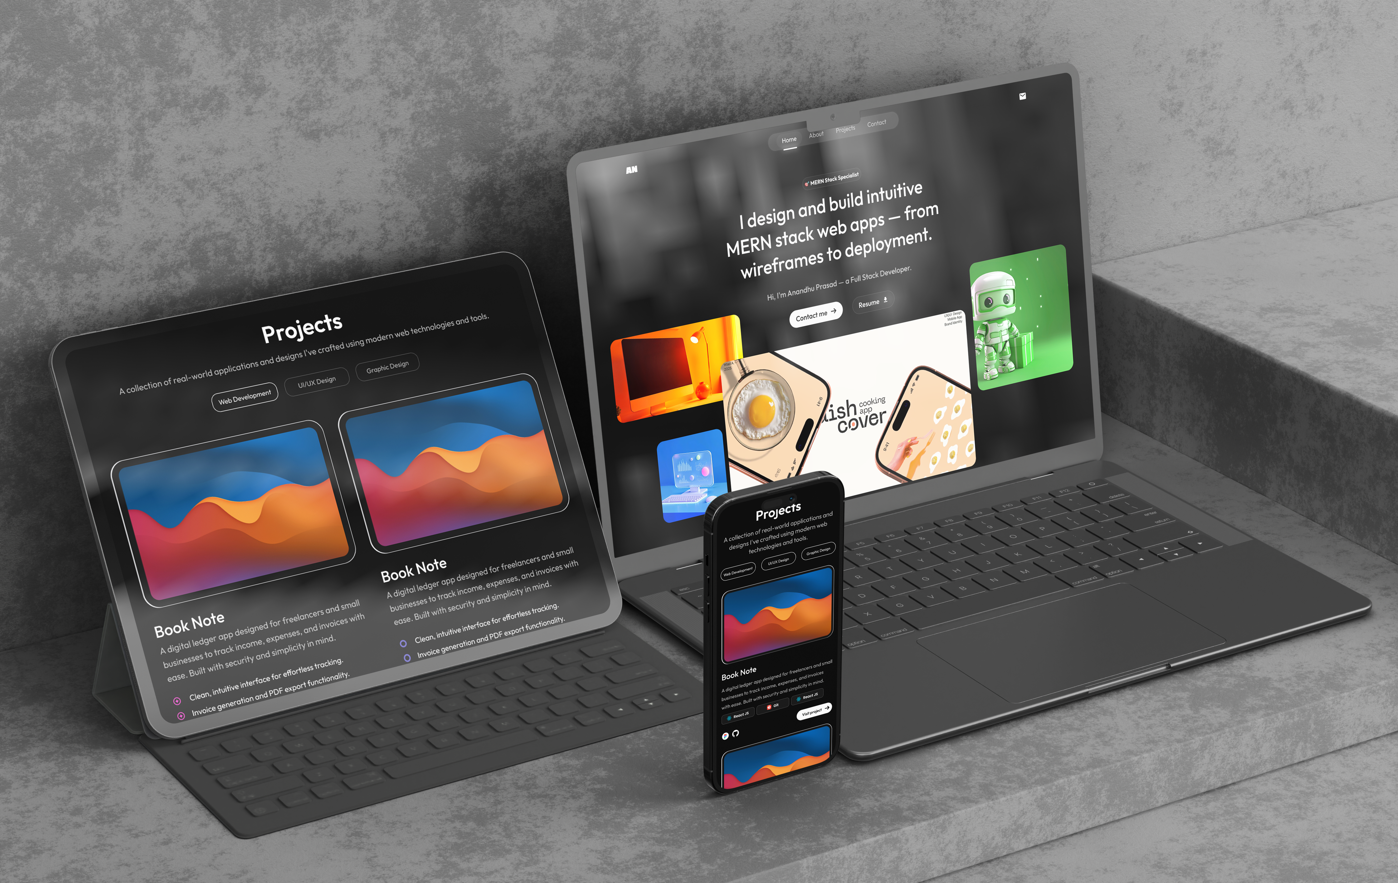 Projects
A collection of real-world applications and designs I've crafted using modern web technologies and tools.
Web Development
UI/UX Design
Graphic Design
Book Note
A digital ledger app designed for freelancers and small
businesses to track income, expenses, and invoices with
ease. Built with security and simplicity in mind.
Clean, intuitive interface for effortless tracking.
Invoice generation and PDF export functionality.
Book Note
A digital ledger app designed for freelancers and small
businesses to track income, expenses, and invoices with
ease. Built with security and simplicity in mind.
Clean, intuitive interface for effortless tracking.
Invoice generation and PDF export functionality.
AN
Home
About
Projects
Contact
MERN Stack Specialist
I design and build intuitive
MERN stack web apps — from
wireframes to deployment.
Hi, I'm Anandhu Prasad — a Full Stack Developer.
Contact me
Resume
cooking
app
cover
Projects
A collection of real-world applications and
designs I've crafted using modern web
technologies and tools.
Web Development
UI/UX Design
Graphic Design
Book Note
A digital ledger app designed for freelancers and small
businesses to track income, expenses, and invoices
with ease. Built with security and simplicity in mind.
React JS
React JS
Visit project